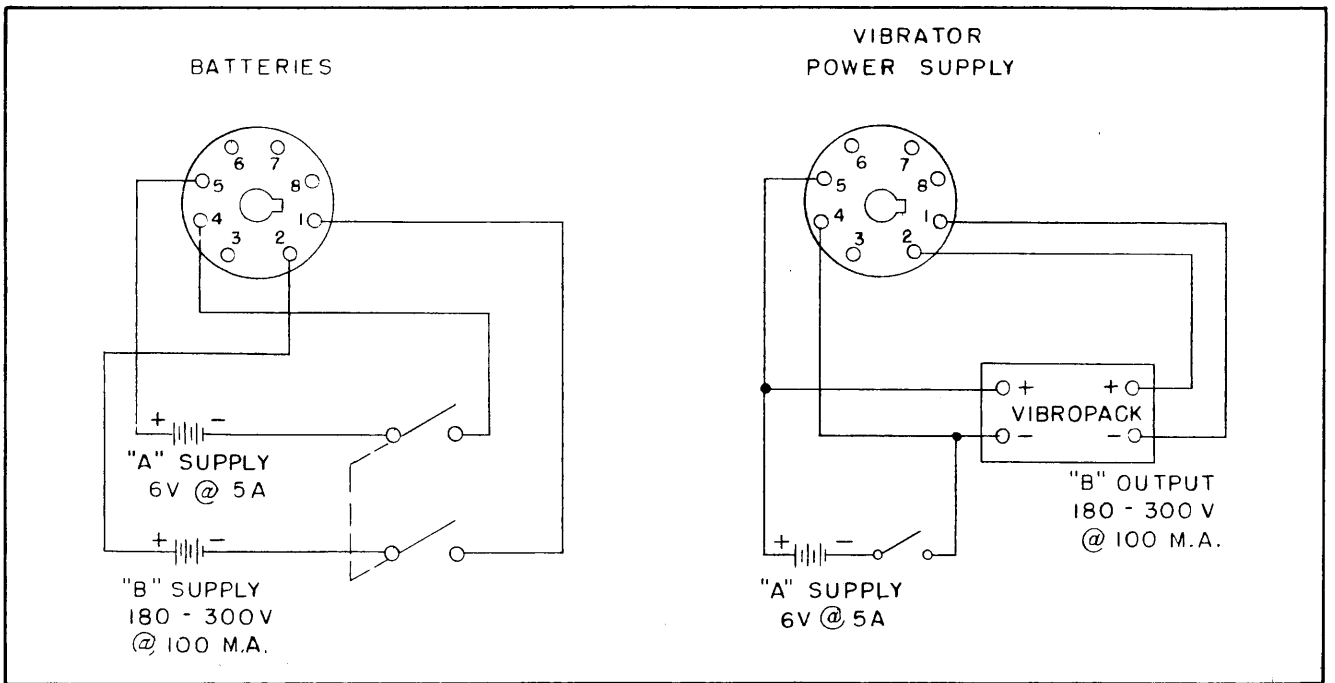 BATTERIES
6 7
5 8
4 1
3 2
+ −
"A" SUPPLY
6V @ 5A
+ −
"B" SUPPLY
180 - 300V
@ 100 M.A.
VIBRATOR
POWER SUPPLY
6 7
5 8
4 1
3 2
+ +
VIBROPACK
− −
"B" OUTPUT
180 - 300 V
@ 100 M.A.
+ −
"A" SUPPLY
6V @ 5A